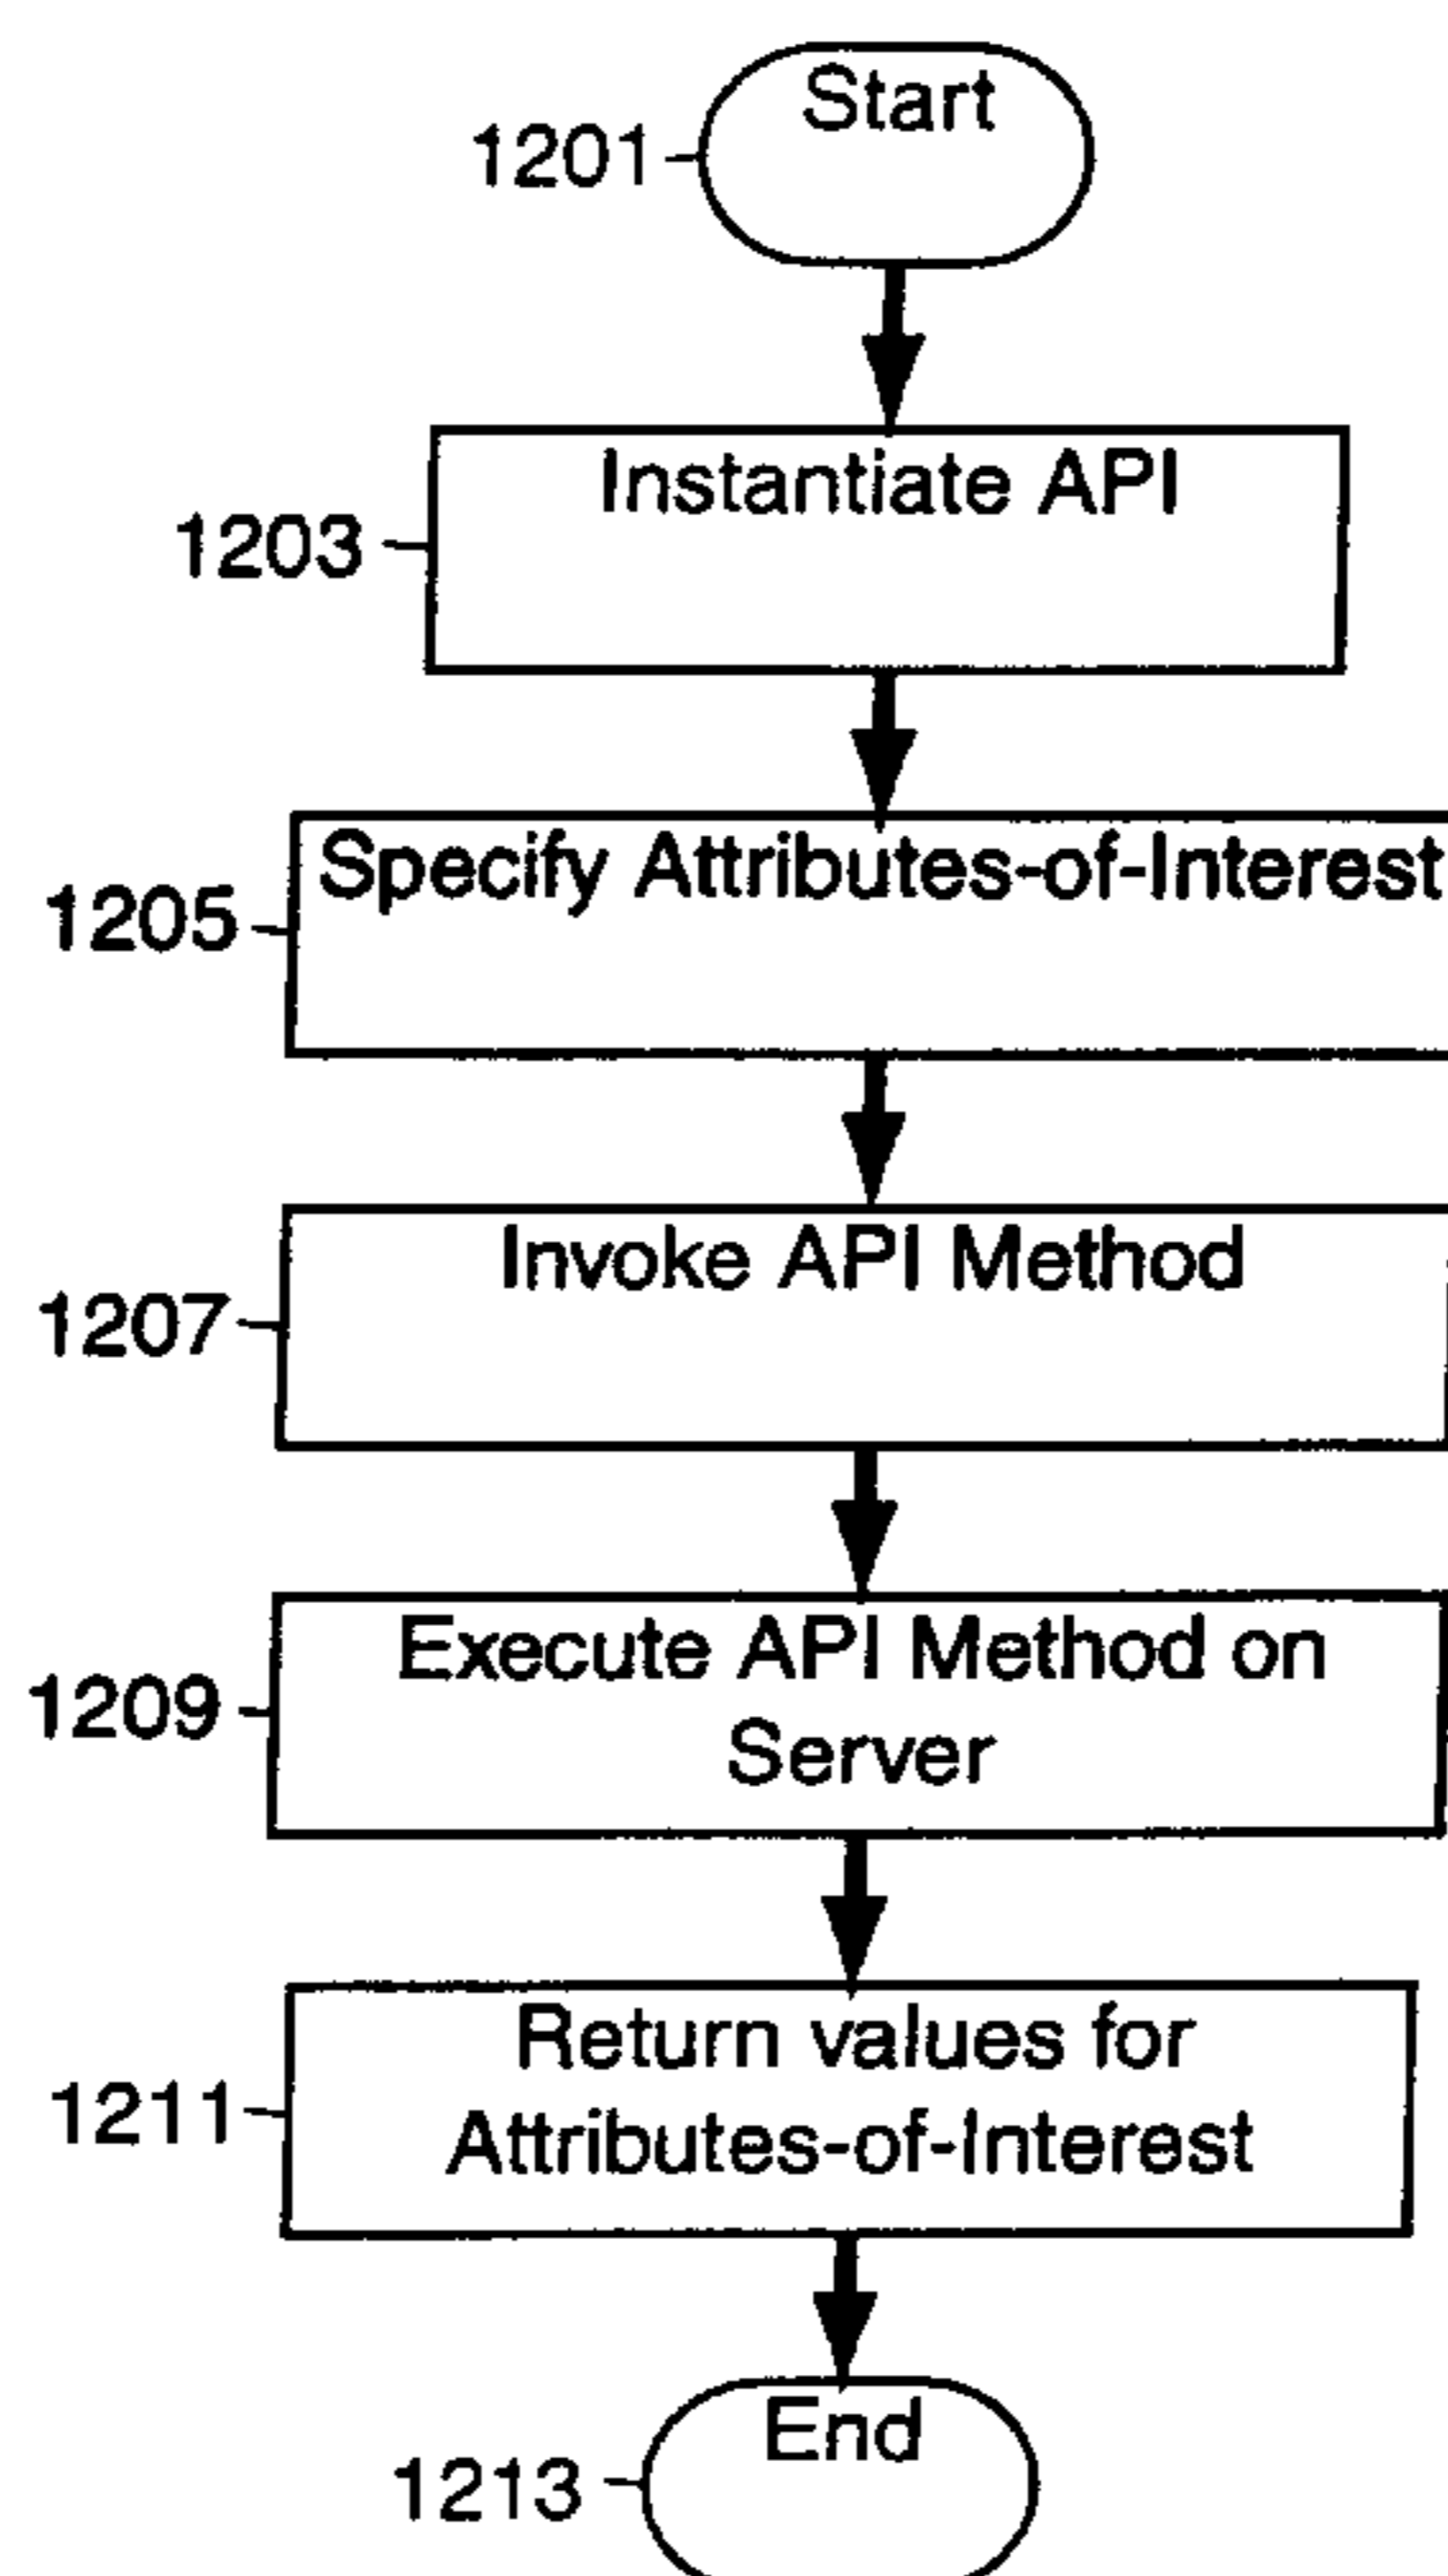 Start
1201
Instantiate API
1203
Specify Attributes-of-Interest
1205
Invoke API Method
1207
Execute API Method on
Server
1209
Return values for
Attributes-of-Interest
1211
End
1213